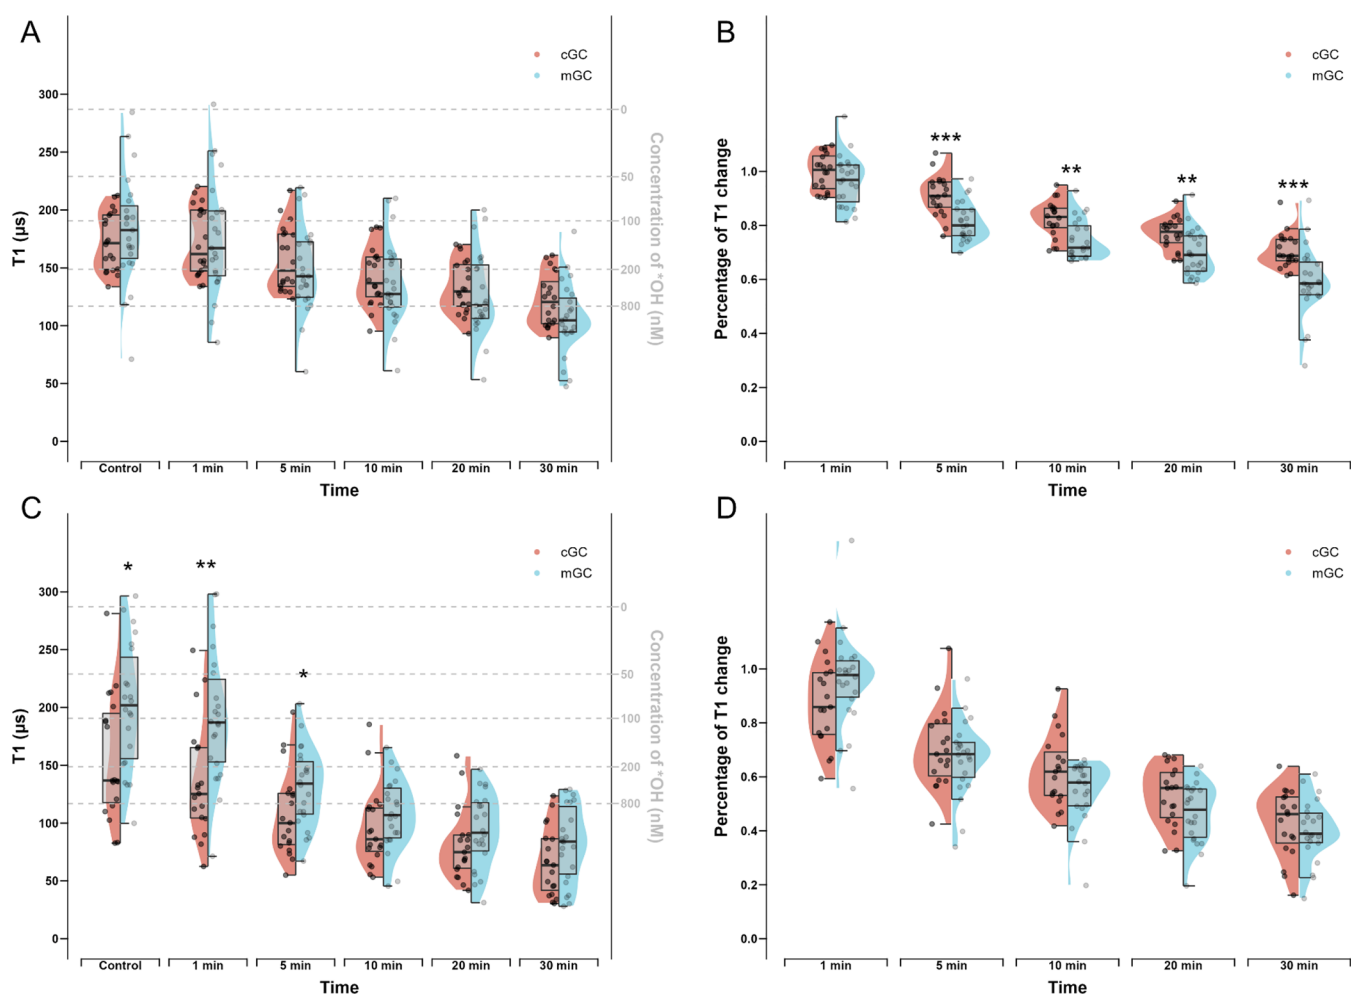 A
cGC
mGC
T1 (µs)
300
250
200
150
100
50
0
0
50
100
200
800
Concentration of *OH (nM)
Control
1 min
5 min
10 min
20 min
30 min
Time
B
cGC
mGC
Percentage of T1 change
1.0
0.8
0.6
0.4
0.2
0.0
***
**
**
***
1 min
5 min
10 min
20 min
30 min
Time
C
cGC
mGC
T1 (µs)
300
250
200
150
100
50
0
*
**
*
0
50
100
200
800
Concentration of *OH (nM)
Control
1 min
5 min
10 min
20 min
30 min
Time
D
cGC
mGC
Percentage of T1 change
1.0
0.8
0.6
0.4
0.2
0.0
1 min
5 min
10 min
20 min
30 min
Time